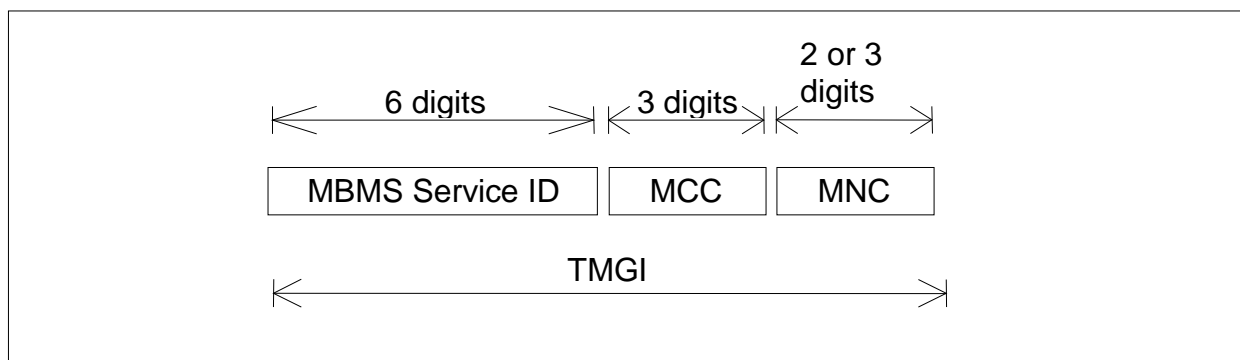 2 or 3
digits
6 digits
3 digits
MBMS Service ID
MCC
MNC
TMGI